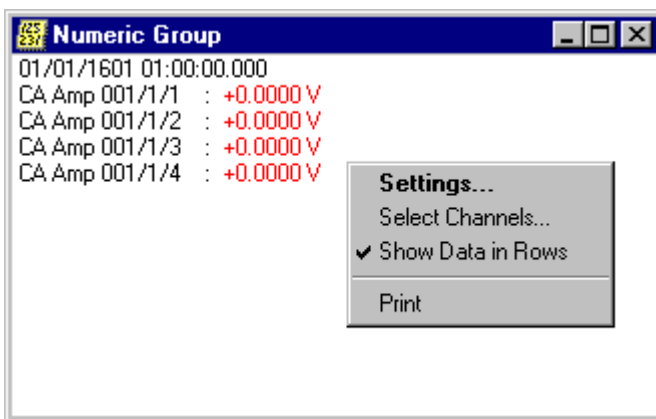 Numeric Group
01/01/1601 01:00:00.000
CA Amp 001/1/1 : +0.0000 V
CA Amp 001/1/2 : +0.0000 V
CA Amp 001/1/3 : +0.0000 V
CA Amp 001/1/4 : +0.0000 V
Settings...
Select Channels...
Show Data in Rows
Print